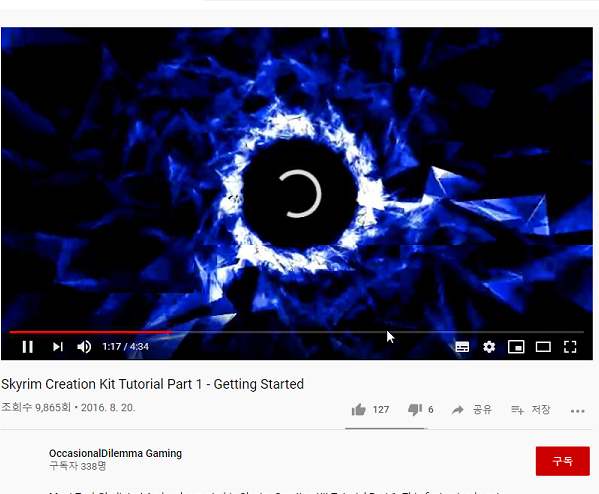 1:17 / 4:34
Skyrim Creation Kit Tutorial Part 1 - Getting Started
조회수 9,865회 • 2016. 8. 20.
127 6 공유 저장
OccasionalDilemma Gaming
구독자 338명
구독